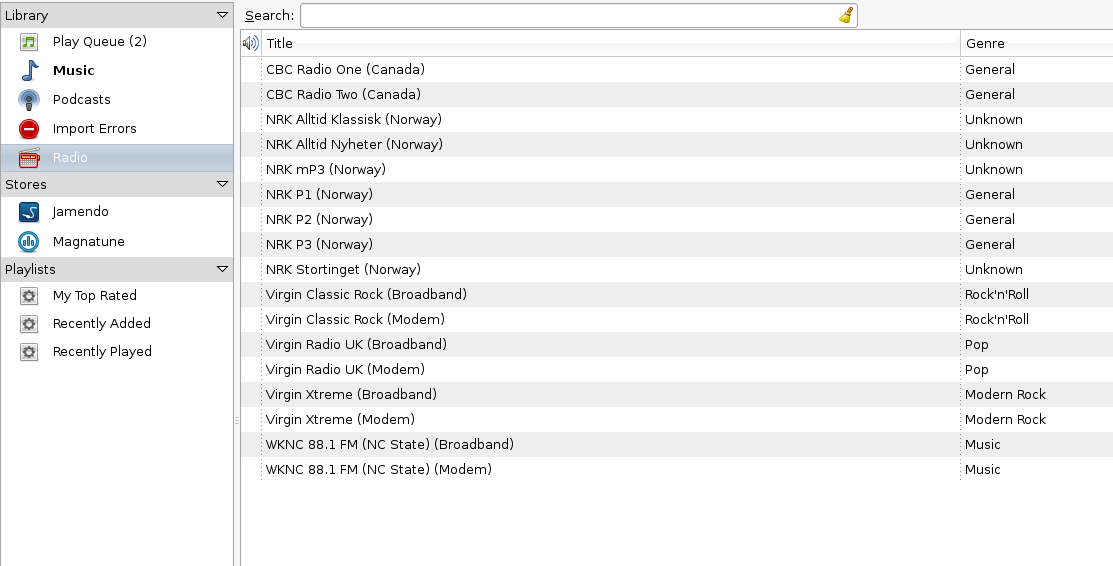 Library
Play Queue (2)
Music
Podcasts
Import Errors
Radio
Stores
Jamendo
Magnatune
Playlists
My Top Rated
Recently Added
Recently Played
Search:
Title Genre
CBC Radio One (Canada) General
CBC Radio Two (Canada) General
NRK Alltid Klassisk (Norway) Unknown
NRK Alltid Nyheter (Norway) Unknown
NRK mP3 (Norway) Unknown
NRK P1 (Norway) General
NRK P2 (Norway) General
NRK P3 (Norway) General
NRK Stortinget (Norway) Unknown
Virgin Classic Rock (Broadband) Rock'n'Roll
Virgin Classic Rock (Modem) Rock'n'Roll
Virgin Radio UK (Broadband) Pop
Virgin Radio UK (Modem) Pop
Virgin Xtreme (Broadband) Modern Rock
Virgin Xtreme (Modem) Modern Rock
WKNC 88.1 FM (NC State) (Broadband) Music
WKNC 88.1 FM (NC State) (Modem) Music